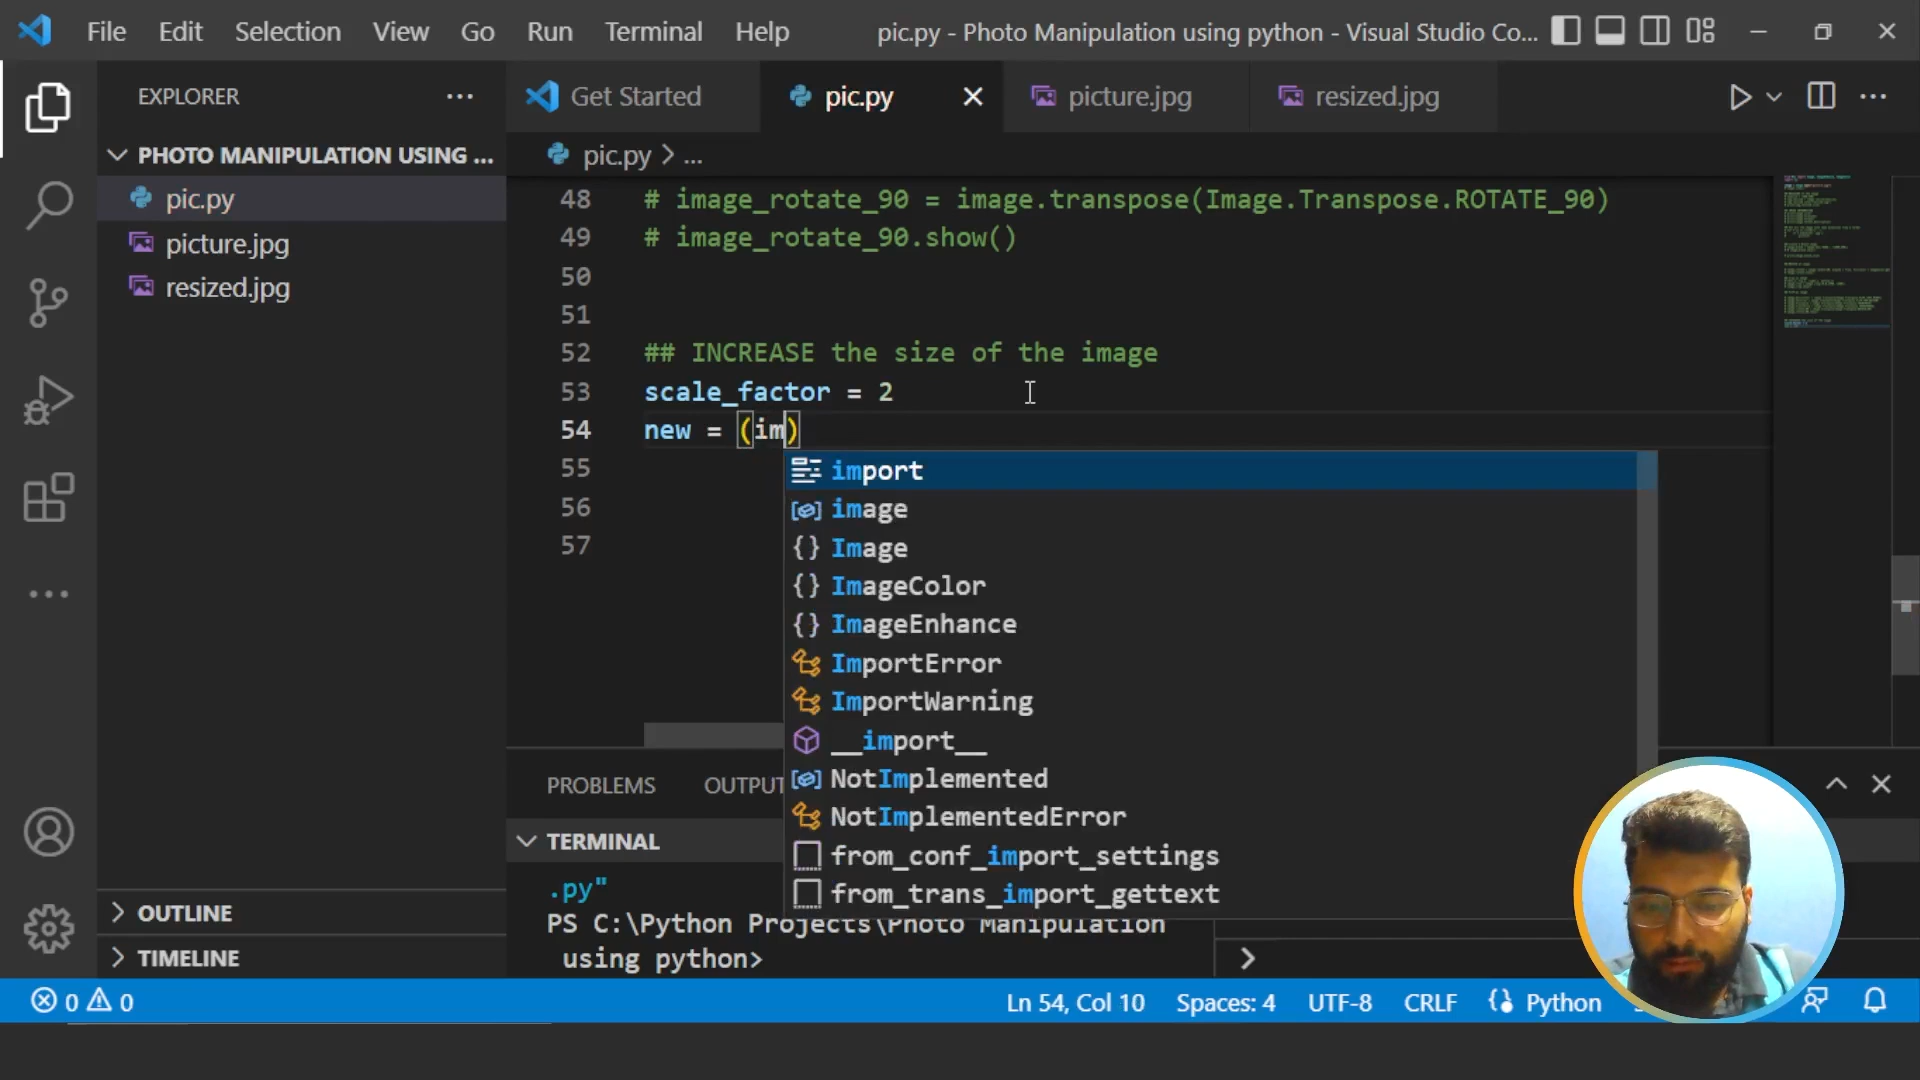 File Edit Selection View Go Run Terminal Help pic.py - Photo Manipulation using python - Visual Studio Co...
EXPLORER
Get Started pic.py picture.jpg resized.jpg
PHOTO MANIPULATION USING ...
pic.py
picture.jpg
resized.jpg
pic.py > ...
48 # image_rotate_90 = image.transpose(Image.Transpose.ROTATE_90)
49 # image_rotate_90.show()
50
51
52 ## INCREASE the size of the image
53 scale_factor = 2
54 new = (im)
55
56
57
import
image
Image
ImageColor
ImageEnhance
ImportError
ImportWarning
__import__
NotImplemented
NotImplementedError
from_conf_import_settings
from_trans_import_gettext
PROBLEMS OUTPUT
TERMINAL
.py"
PS C:\Python Projects\Photo Manipulation
using python>
OUTLINE
TIMELINE
0 0 Ln 54, Col 10 Spaces: 4 UTF-8 CRLF Python